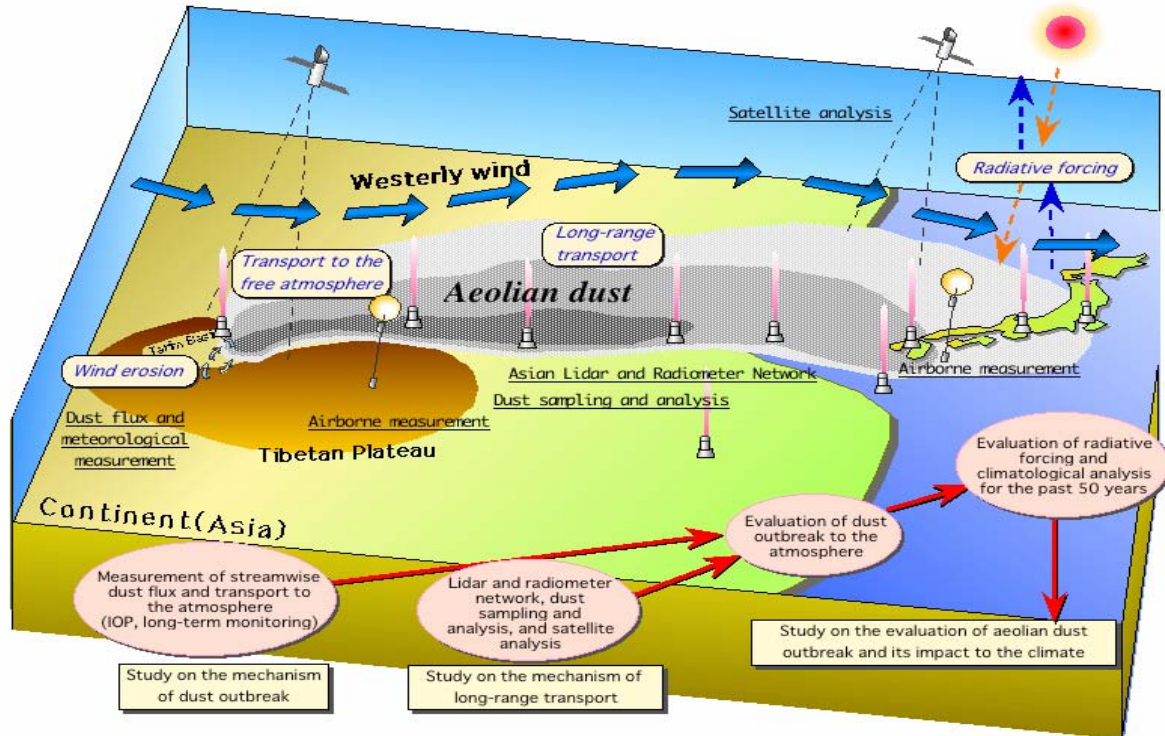 Satellite analysis
Westerly wind
Radiative forcing
Long-range
transport
Transport to the
free atmosphere
Aeolian dust
Wind erosion
Asian Lidar and Radiometer Network
Dust sampling and analysis
Airborne measurement
Dust flux and
meteorological
measurement
Airborne measurement
Tibetan Plateau
Continent(Asia)
Evaluation of radiative
forcing and
climatological analysis
for the past 50 years
Evaluation of dust
outbreak to the
atmosphere
Measurement of streamwise
dust flux and transport to
the atmosphere
(IOP, long-term monitoring)
Lidar and radiometer
network, dust
sampling and
analysis, and satellite
analysis
Study on the evaluation of aeolian dust
outbreak and its impact to the climate
Study on the mechanism
of dust outbreak
Study on the mechanism of
long-range transport